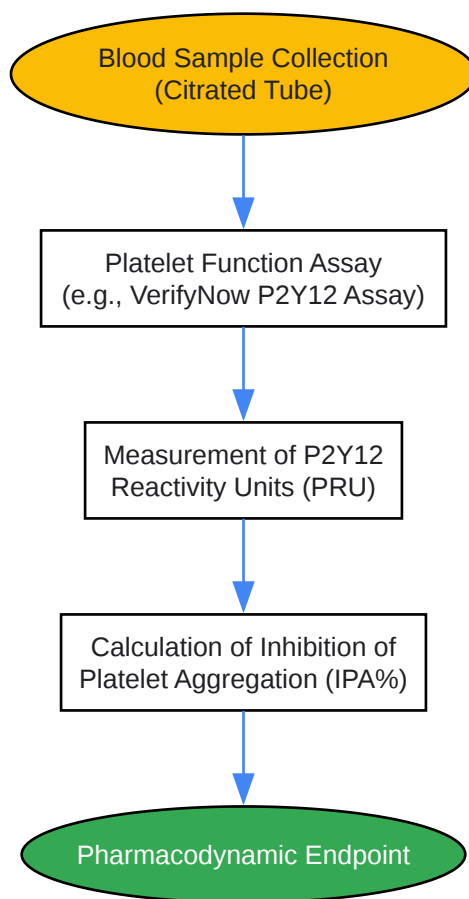 Blood Sample Collection
(Citrated Tube)
Platelet Function Assay
(e.g., VerifyNow P2Y12 Assay)
Measurement of P2Y12
Reactivity Units (PRU)
Calculation of Inhibition of
Platelet Aggregation (IPA%)
Pharmacodynamic Endpoint